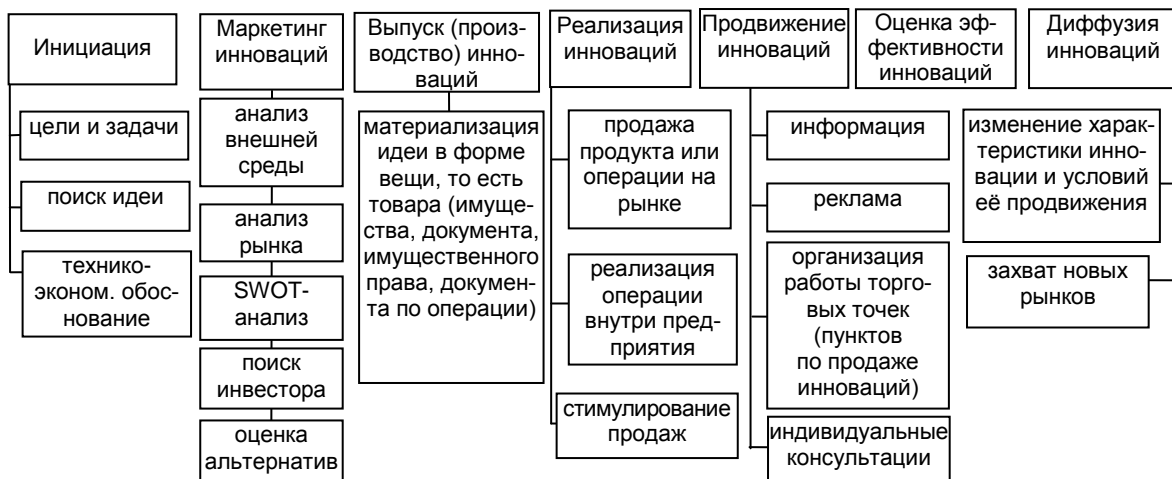 Инициация
цели и задачи
поиск идеи
технико-
эконом. обос-
нование
Маркетинг
инноваций
анализ
внешней
среды
анализ
рынка
SWOT-
анализ
поиск
инвестора
оценка
альтернатив
Выпуск (произ-
водство) инно-
ваций
материализация
идеи в форме
вещи, то есть
товара (имуще-
ства, документа,
имущественного
права, докумен-
та по операции)
Реализация
инноваций
продажа
продукта или
операции на
рынке
реализация
операции
внутри пред-
приятия
стимулирование
продаж
Продвижение
инноваций
информация
реклама
организация
работы торго-
вых точек
(пунктов
по продаже
инноваций)
индивидуальные
консультации
Оценка эф-
фективности
инноваций
Диффузия
инноваций
изменение харак-
теристики инно-
вации и условий
её продвижения
захват новых
рынков